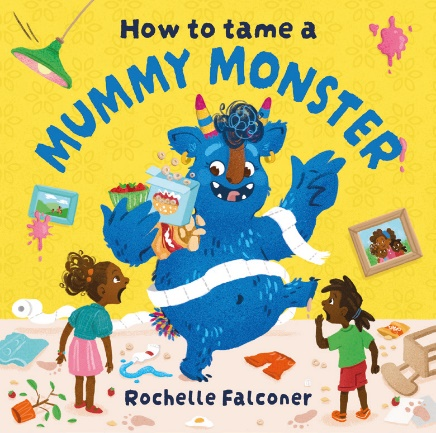 How to tame a
MUMMY MONSTER
Rochelle Falconer